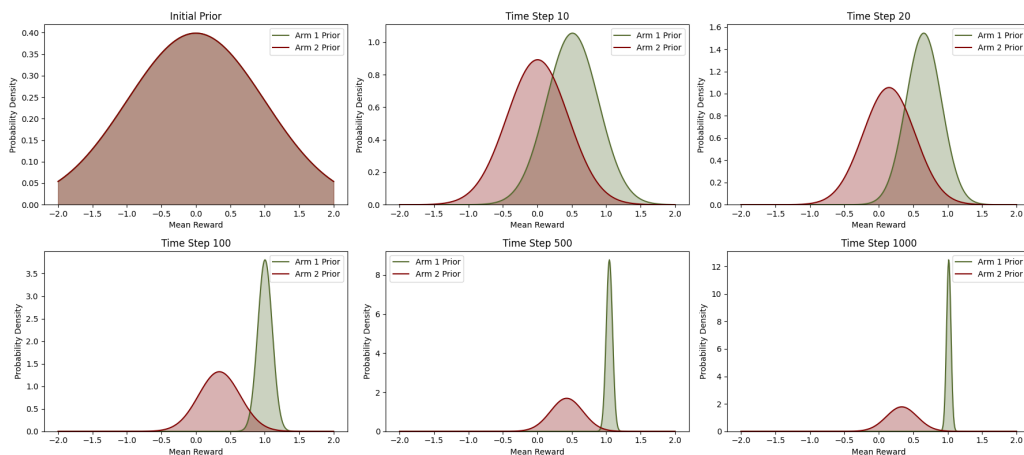 Initial Prior
Arm 1 Prior
Arm 2 Prior
Probability Density
0.40
0.35
0.30
0.25
0.20
0.15
0.10
0.05
0.00
−2.0 −1.5 −1.0 −0.5 0.0 0.5 1.0 1.5 2.0
Mean Reward
Time Step 10
Arm 1 Prior
Arm 2 Prior
Probability Density
1.0
0.8
0.6
0.4
0.2
0.0
−2.0 −1.5 −1.0 −0.5 0.0 0.5 1.0 1.5 2.0
Mean Reward
Time Step 20
Arm 1 Prior
Arm 2 Prior
Probability Density
1.6
1.4
1.2
1.0
0.8
0.6
0.4
0.2
0.0
−2.0 −1.5 −1.0 −0.5 0.0 0.5 1.0 1.5 2.0
Mean Reward
Time Step 100
Arm 1 Prior
Arm 2 Prior
Probability Density
3.5
3.0
2.5
2.0
1.5
1.0
0.5
0.0
−2.0 −1.5 −1.0 −0.5 0.0 0.5 1.0 1.5 2.0
Mean Reward
Time Step 500
Arm 1 Prior
Arm 2 Prior
Probability Density
8
6
4
2
0
−2.0 −1.5 −1.0 −0.5 0.0 0.5 1.0 1.5 2.0
Mean Reward
Time Step 1000
Arm 1 Prior
Arm 2 Prior
Probability Density
12
10
8
6
4
2
0
−2.0 −1.5 −1.0 −0.5 0.0 0.5 1.0 1.5 2.0
Mean Reward